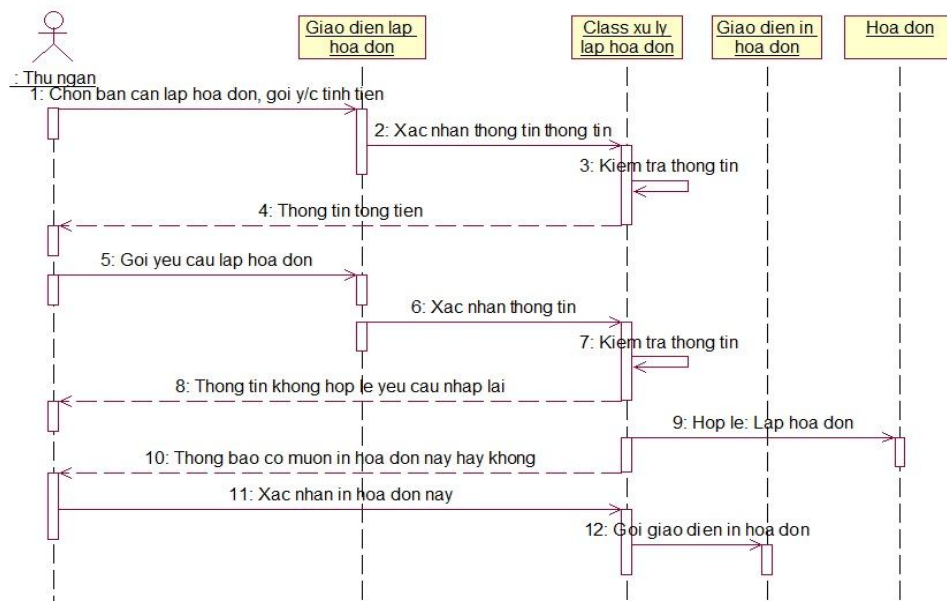 Giao dien lap
hoa don
Class xu ly
lap hoa don
Giao dien in
hoa don
Hoa don
: Thu ngan
1: Chon ban can lap hoa don, goi y/c tinh tien
2: Xac nhan thong tin thong tin
3: Kiem tra thong tin
4: Thong tin tong tien
5: Goi yeu cau lap hoa don
6: Xac nhan thong tin
7: Kiem tra thong tin
8: Thong tin khong hop le yeu cau nhap lai
9: Hop le: Lap hoa don
10: Thong bao co muon in hoa don nay hay khong
11: Xac nhan in hoa don nay
12: Goi giao dien in hoa don